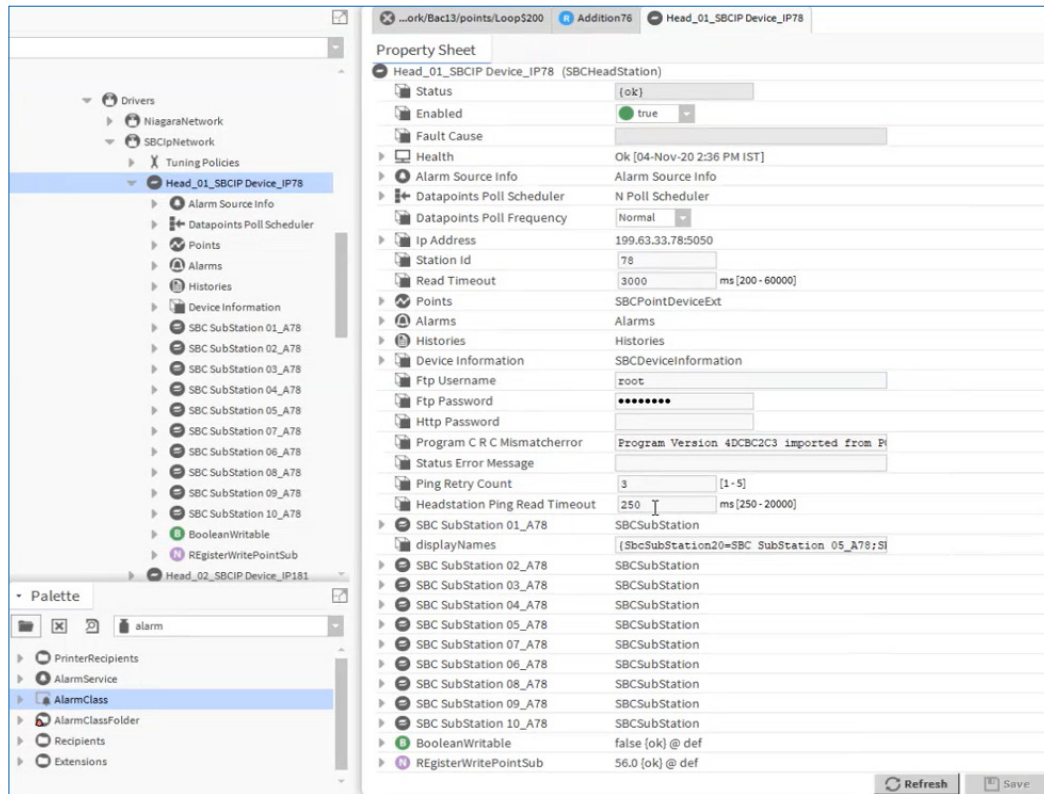 ...ork/Bac13/points/Loop$200
Addition76
Head_01_SBCIP Device_IP78
Drivers
NiagaraNetwork
SBCIpNetwork
Tuning Policies
Head_01_SBCIP Device_IP78
Alarm Source Info
Datapoints Poll Scheduler
Points
Alarms
Histories
Device Information
SBC SubStation 01_A78
SBC SubStation 02_A78
SBC SubStation 03_A78
SBC SubStation 04_A78
SBC SubStation 05_A78
SBC SubStation 07_A78
SBC SubStation 06_A78
SBC SubStation 08_A78
SBC SubStation 09_A78
SBC SubStation 10_A78
BooleanWritable
REgisterWritePointSub
Head_02_SBCIP Device_IP181
Palette
alarm
PrinterRecipients
AlarmService
AlarmClass
AlarmClassFolder
Recipients
Extensions
Property Sheet
Head_01_SBCIP Device_IP78 (SBCHeadStation)
Status {ok}
Enabled true
Fault Cause
Health Ok [04-Nov-20 2:36 PM IST]
Alarm Source Info Alarm Source Info
Datapoints Poll Scheduler N Poll Scheduler
Datapoints Poll Frequency Normal
Ip Address 199.63.33.78:5050
Station Id 78
Read Timeout 3000 ms [200 - 60000]
Points SBCPointDeviceExt
Alarms Alarms
Histories Histories
Device Information SBCDeviceInformation
Ftp Username root
Ftp Password ••••••••
Http Password
Program C R C Mismatcherror Program Version 4DCBC2C3 imported from
Status Error Message
Ping Retry Count 3 [1 - 5]
Headstation Ping Read Timeout 250 ms [250 - 20000]
SBC SubStation 01_A78 SBCSubStation
displayNames {SbcSubStation20=SBC SubStation 05_A78;
SBC SubStation 02_A78 SBCSubStation
SBC SubStation 03_A78 SBCSubStation
SBC SubStation 04_A78 SBCSubStation
SBC SubStation 05_A78 SBCSubStation
SBC SubStation 07_A78 SBCSubStation
SBC SubStation 06_A78 SBCSubStation
SBC SubStation 08_A78 SBCSubStation
SBC SubStation 09_A78 SBCSubStation
SBC SubStation 10_A78 SBCSubStation
BooleanWritable false {ok} @ def
REgisterWritePointSub 56.0 {ok} @ def
Refresh
Save